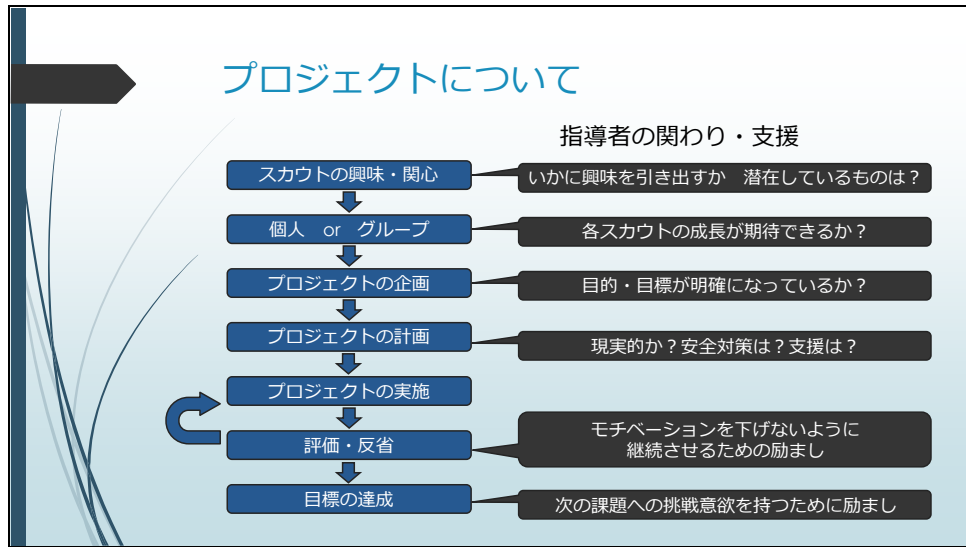 プロジェクトについて
指導者の関わり・支援
スカウトの興味・関心
いかに興味を引き出すか　潜在しているものは？
個人　or　グループ
各スカウトの成長が期待できるか？
プロジェクトの企画
目的・目標が明確になっているか？
プロジェクトの計画
現実的か？安全対策は？支援は？
プロジェクトの実施
評価・反省
モチベーションを下げないように
継続させるための励まし
目標の達成
次の課題への挑戦意欲を持つために励まし